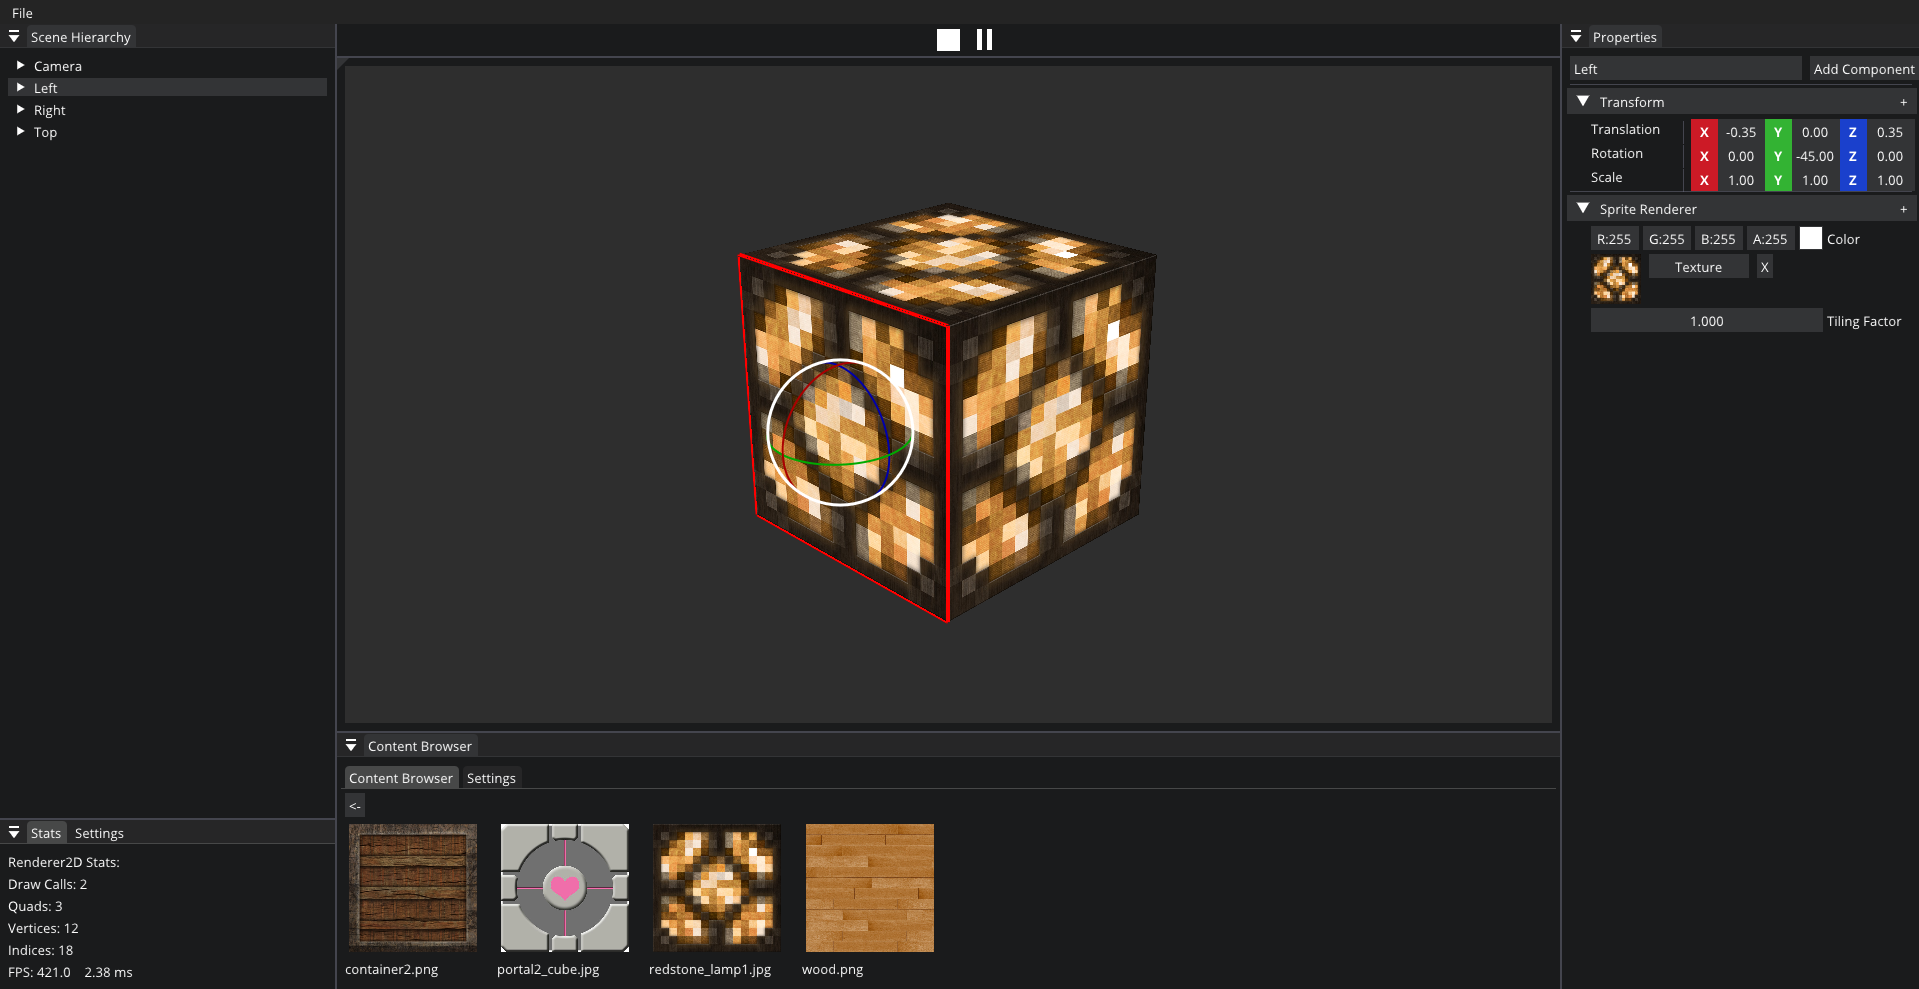 File
Scene Hierarchy
Camera
Left
Right
Top
Stats Settings
Renderer2D Stats:
Draw Calls: 2
Quads: 3
Vertices: 12
Indices: 18
FPS: 421.0 2.38 ms
Content Browser
Content Browser Settings
<-
container2.png portal2_cube.jpg redstone_lamp1.jpg wood.png
Properties
Left Add Component
Transform +
Translation X -0.35 Y 0.00 Z 0.35
Rotation X 0.00 Y -45.00 Z 0.00
Scale X 1.00 Y 1.00 Z 1.00
Sprite Renderer +
R:255 G:255 B:255 A:255 Color
Texture X
1.000 Tiling Factor